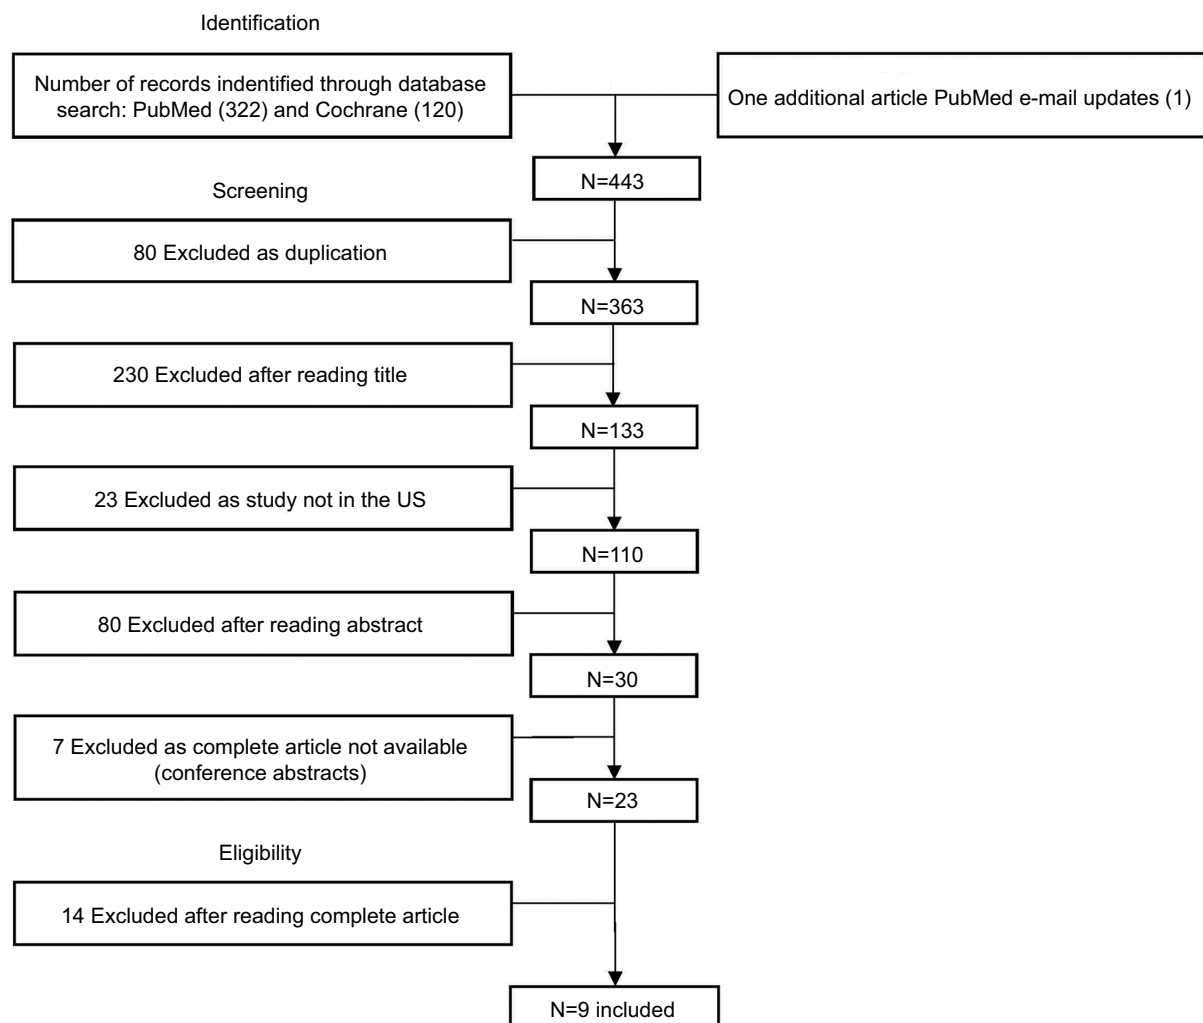 Identification
Number of records indentified through database
search: PubMed (322) and Cochrane (120)
One additional article PubMed e-mail updates (1)
N=443
Screening
80 Excluded as duplication
N=363
230 Excluded after reading title
N=133
23 Excluded as study not in the US
N=110
80 Excluded after reading abstract
N=30
7 Excluded as complete article not available
(conference abstracts)
N=23
Eligibility
14 Excluded after reading complete article
N=9 included